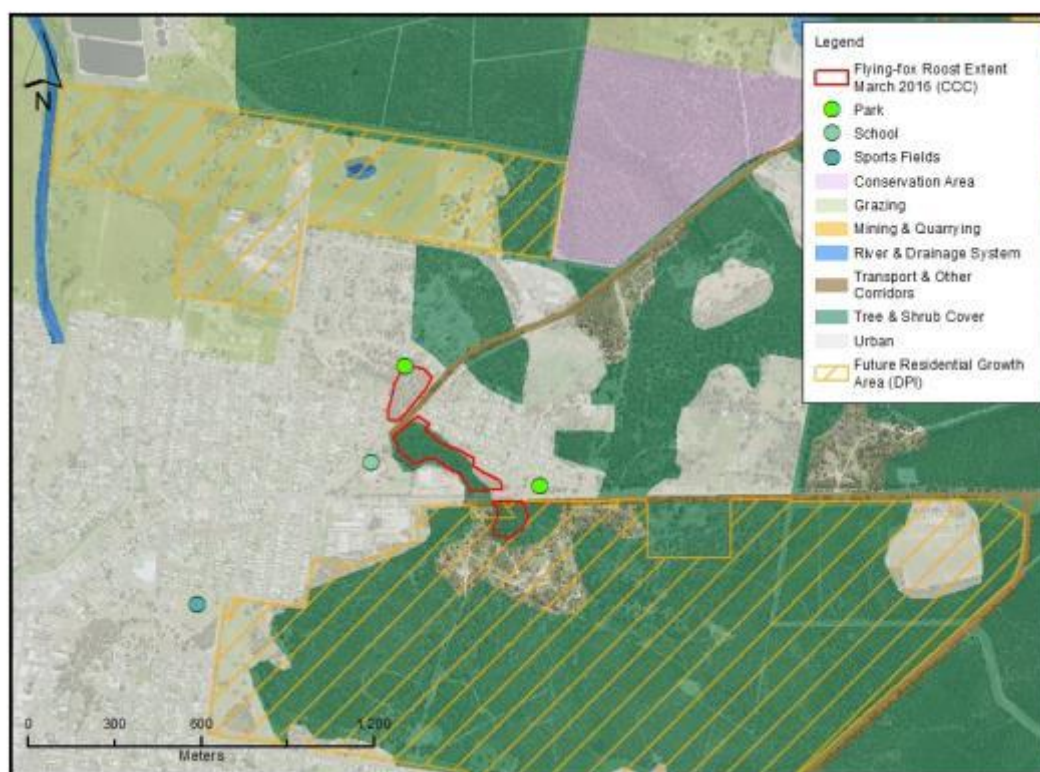 N
Legend
Flying-fox Roost Extent
March 2016 (CCC)
Park
School
Sports Fields
Conservation Area
Grazing
Mining & Quarrying
River & Drainage System
Transport & Other
Corridors
Tree & Shrub Cover
Urban
Future Residential Growth
Area (DPI)
0 300 600 1,200
Meters